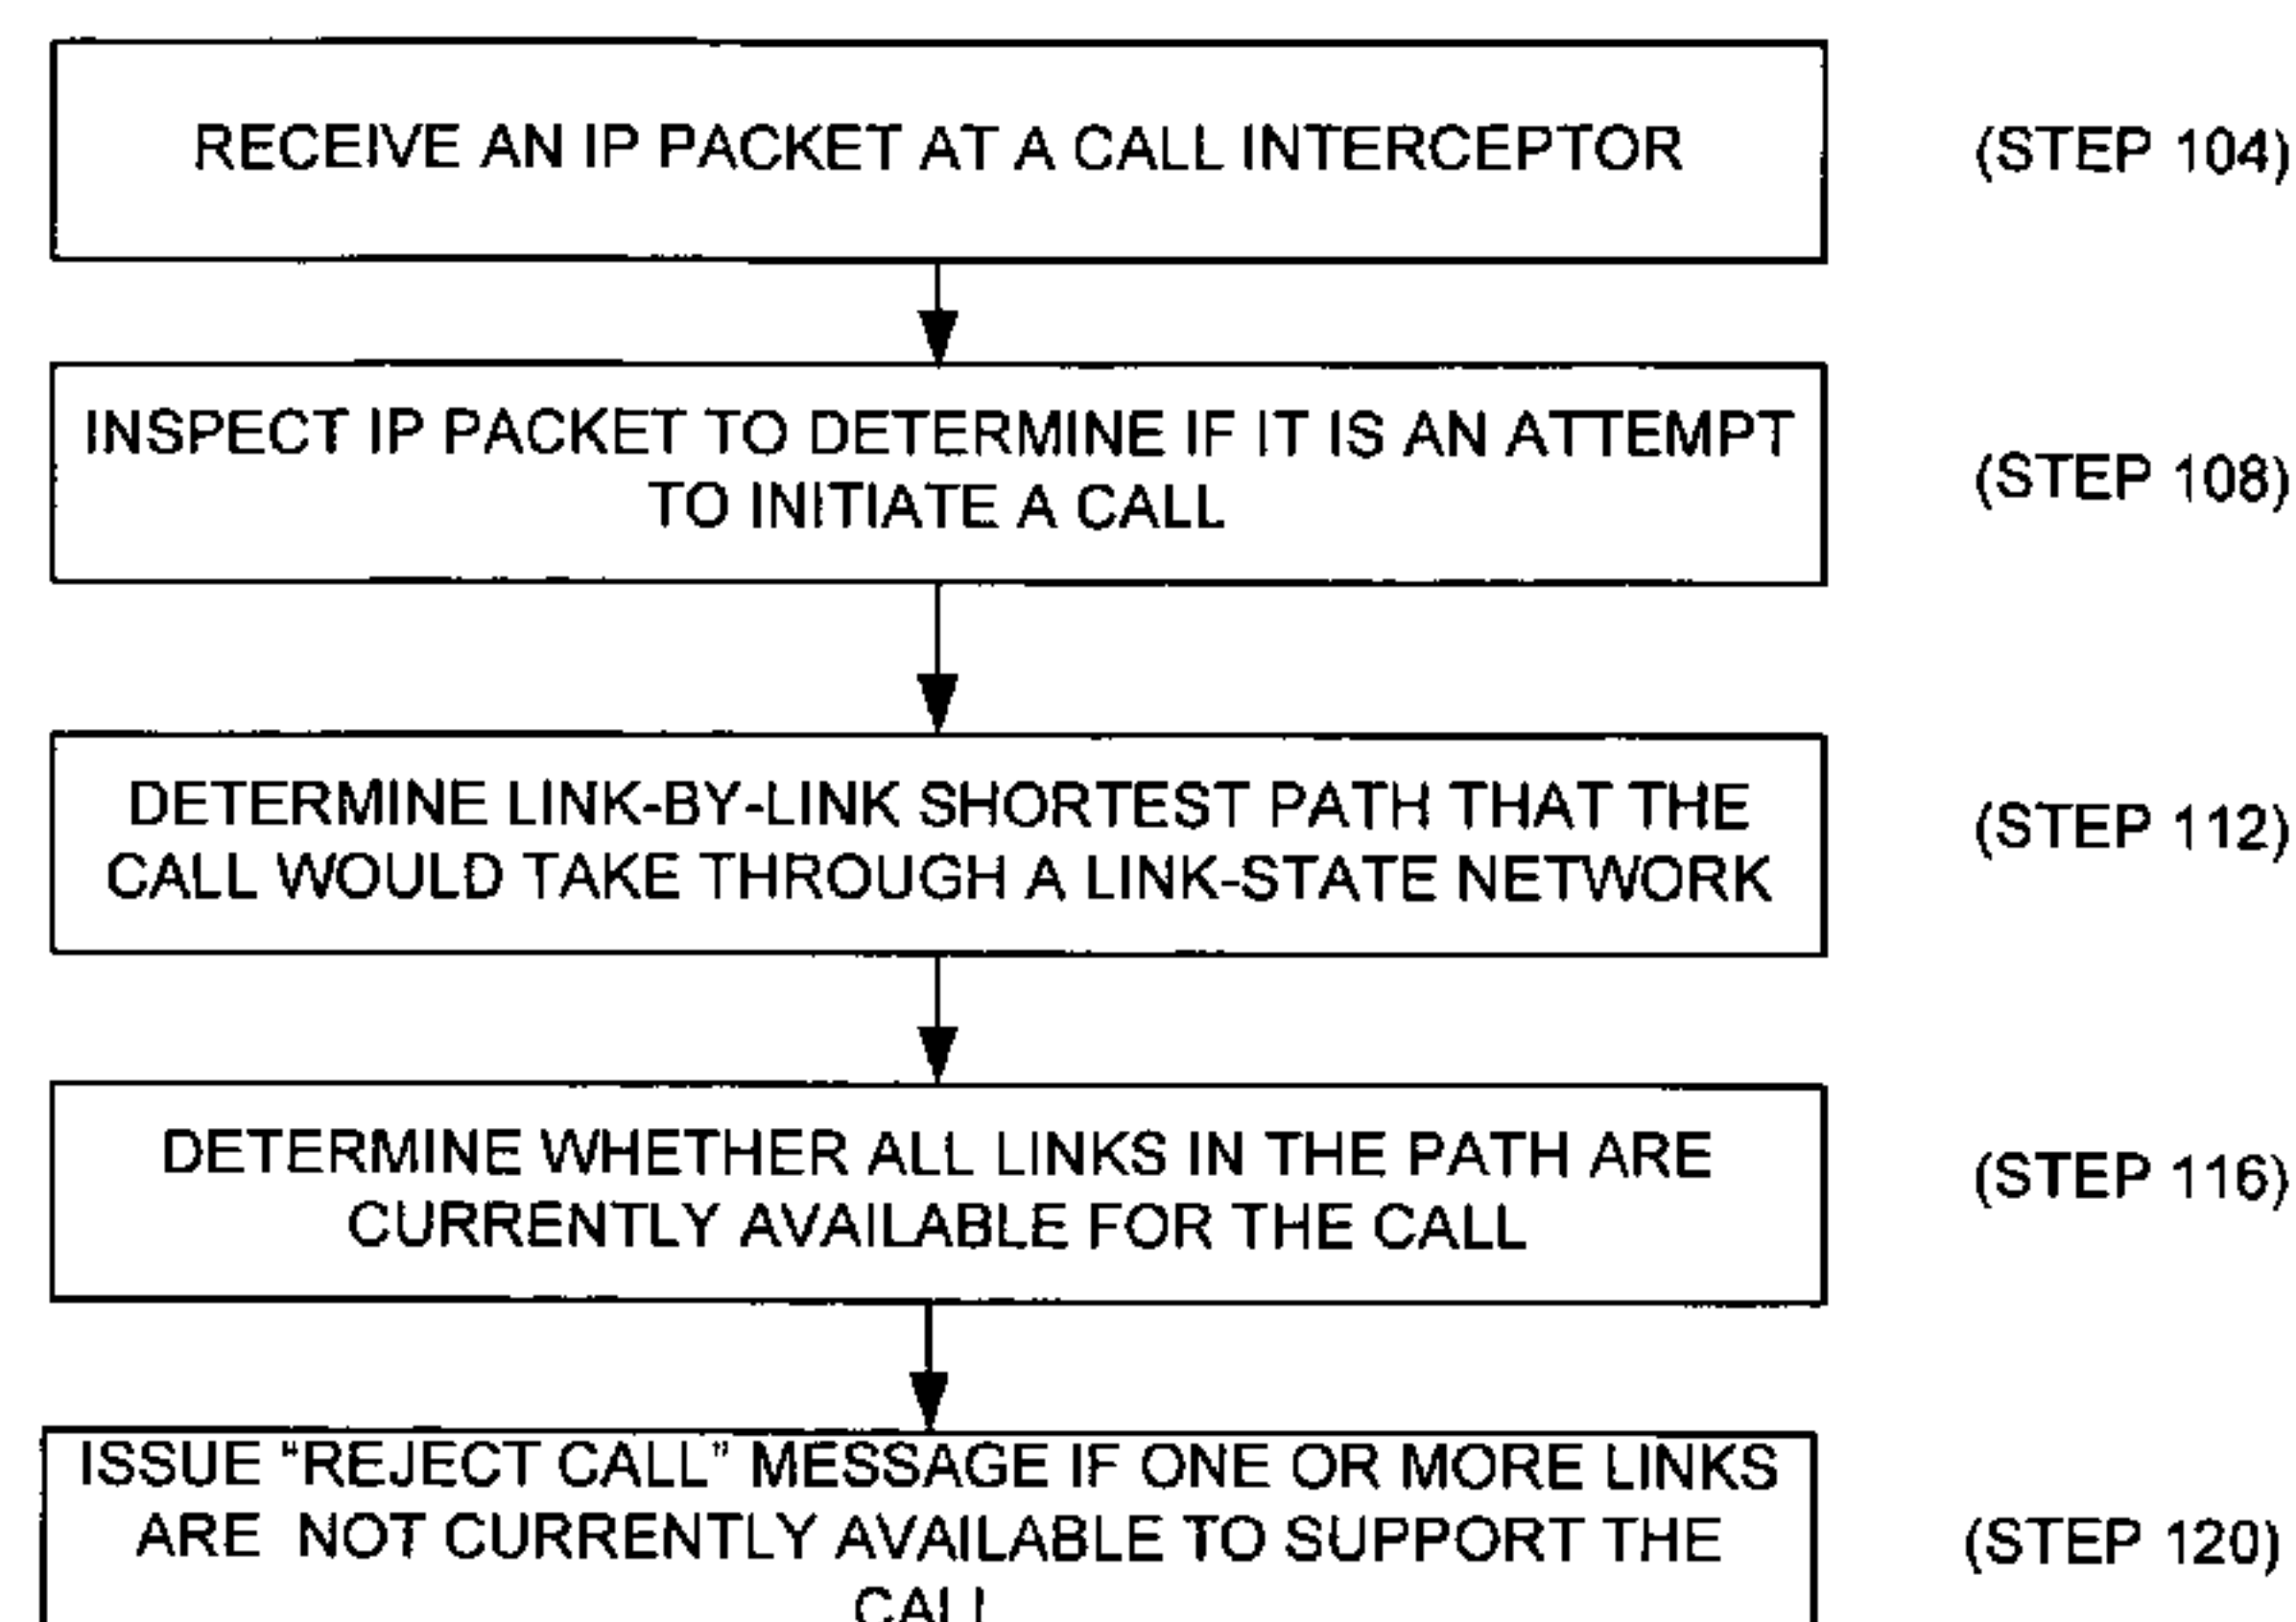 RECEIVE AN IP PACKET AT A CALL INTERCEPTOR
(STEP 104)
INSPECT IP PACKET TO DETERMINE IF IT IS AN ATTEMPT
TO INITIATE A CALL
(STEP 108)
DETERMINE LINK-BY-LINK SHORTEST PATH THAT THE
CALL WOULD TAKE THROUGH A LINK-STATE NETWORK
(STEP 112)
DETERMINE WHETHER ALL LINKS IN THE PATH ARE
CURRENTLY AVAILABLE FOR THE CALL
(STEP 116)
ISSUE "REJECT CALL" MESSAGE IF ONE OR MORE LINKS
ARE NOT CURRENTLY AVAILABLE TO SUPPORT THE
CALL
(STEP 120)